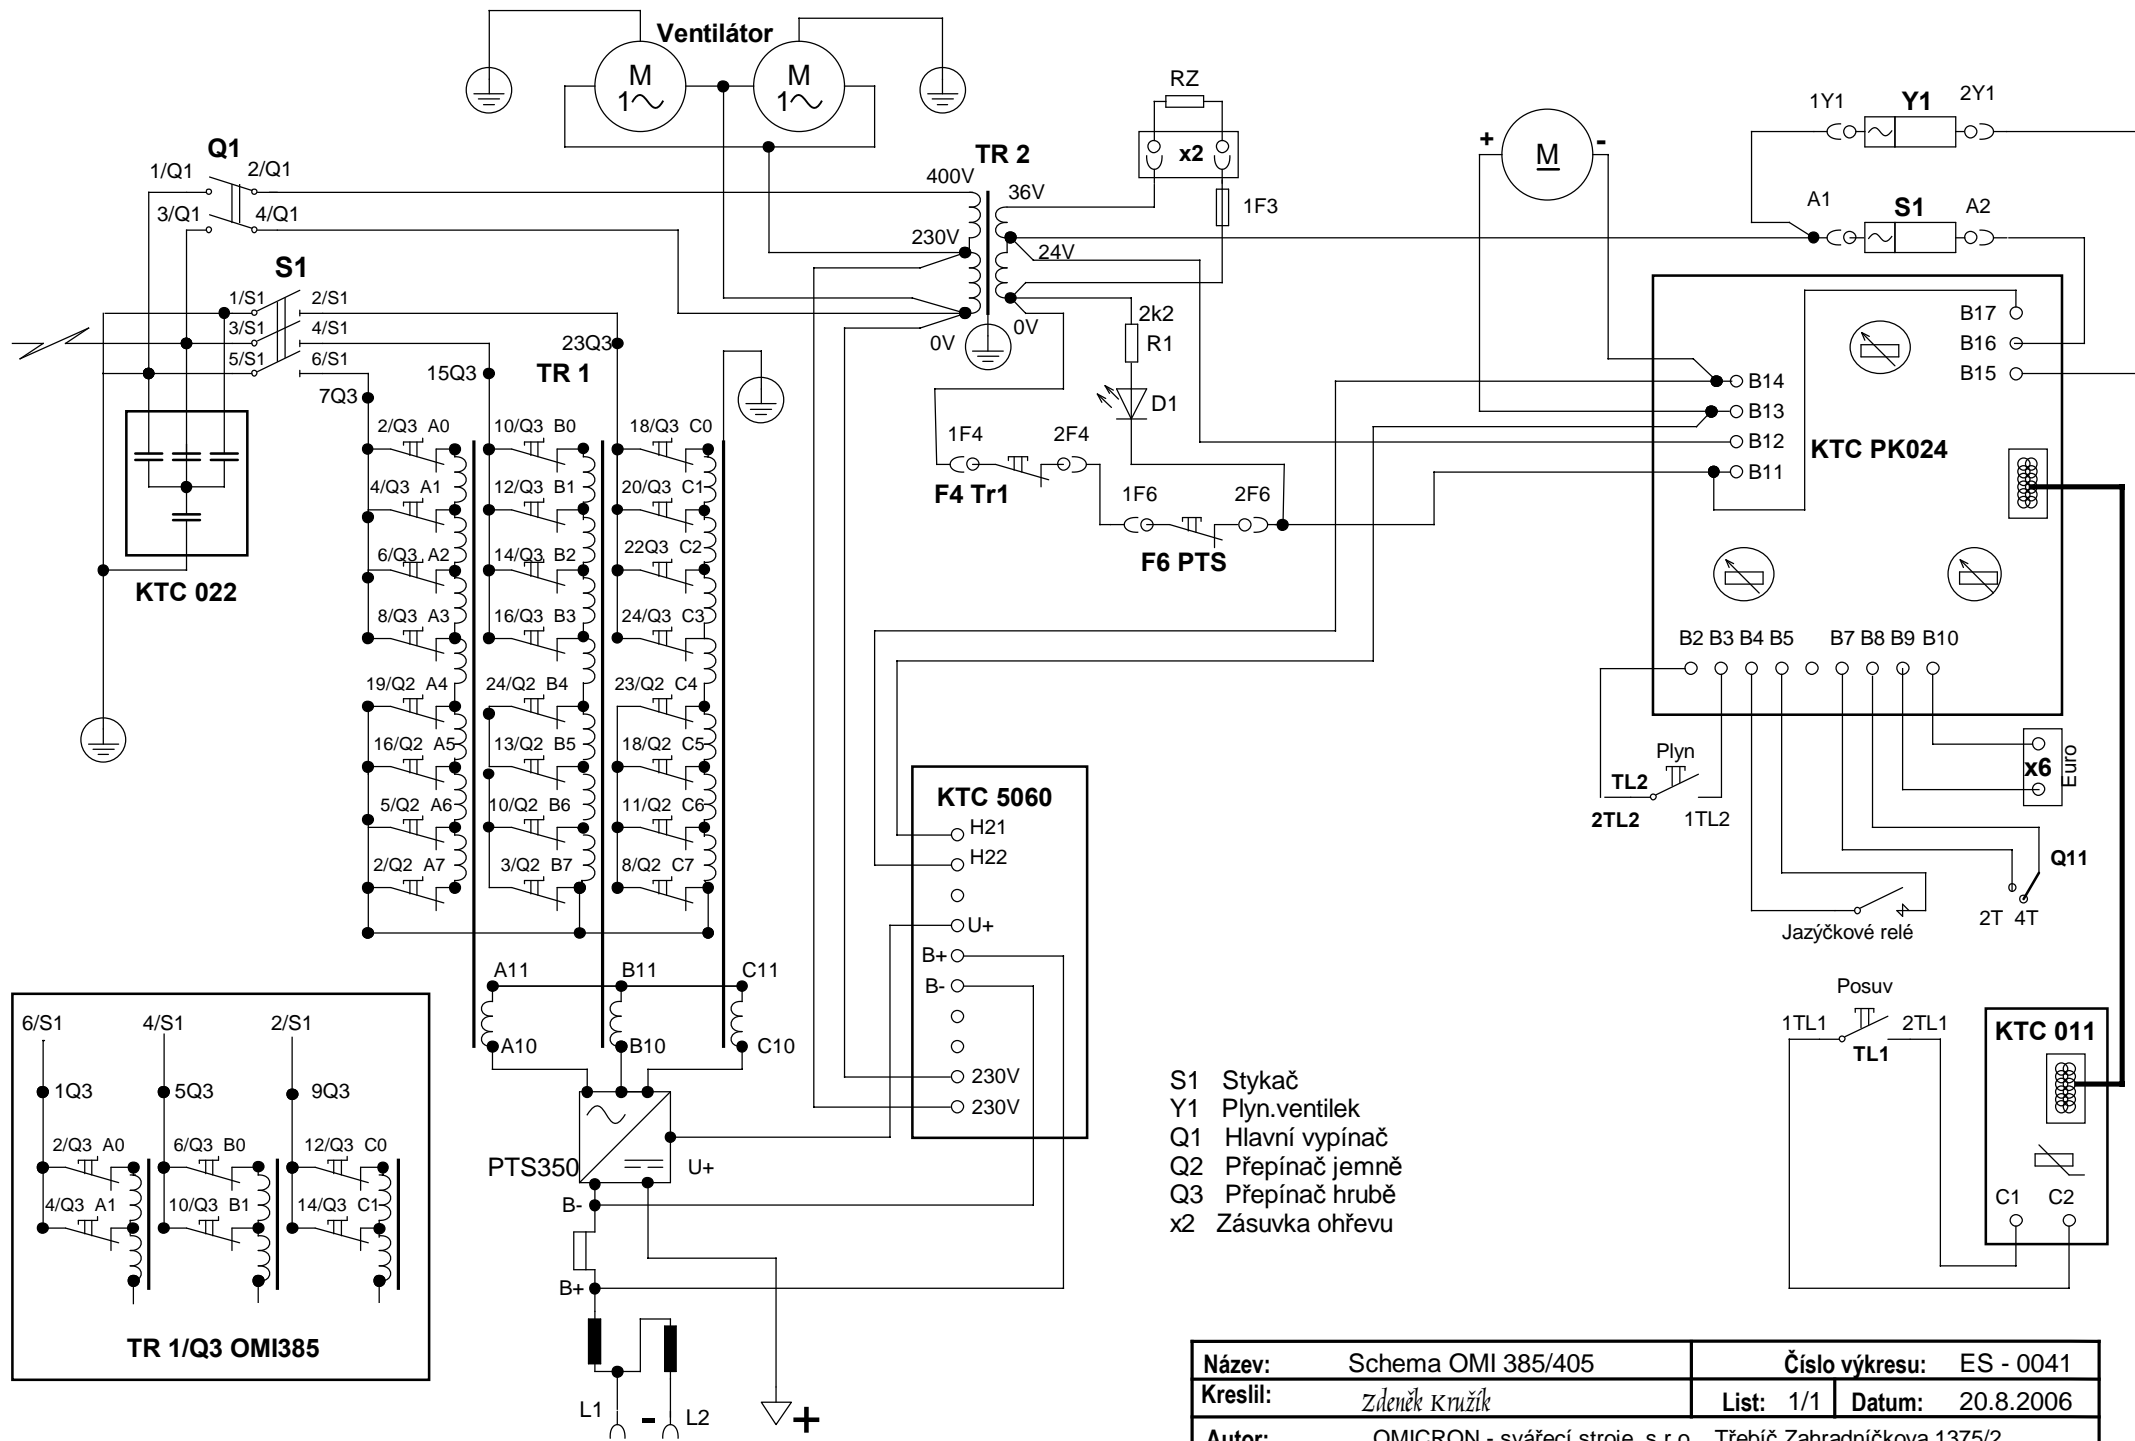 Ventilátor
M
1
M
1
RZ
x2
1F3
1Y1
Y1
2Y1
+
M
-
Q1
1/Q1
2/Q1
3/Q1
4/Q1
TR 2
400V
36V
230V
24V
0V
0V
A1
S1
A2
S1
1/S1
2/S1
3/S1
4/S1
5/S1
6/S1
23Q3
15Q3
TR 1
7Q3
2k2
R1
D1
B17
B16
B15
B14
B13
B12
B11
KTC PK024
2/Q3 A0
10/Q3 B0
18/Q3 C0
4/Q3 A1
12/Q3 B1
20/Q3 C1
6/Q3 A2
14/Q3 B2
22Q3 C2
8/Q3 A3
16/Q3 B3
24/Q3 C3
19/Q2 A4
24/Q2 B4
23/Q2 C4
16/Q2 A5
13/Q2 B5
18/Q2 C5
5/Q2 A6
10/Q2 B6
11/Q2 C6
2/Q2 A7
3/Q2 B7
8/Q2 C7
KTC 022
1F4
2F4
F4 Tr1
1F6
2F6
F6 PTS
B2 B3 B4 B5 B7 B8 B9 B10
Plyn
TL2
2TL2
1TL2
x6
Euro
Q11
2T 4T
Jazýčkové relé
KTC 5060
H21
H22
U+
B+
B-
230V
230V
A11
B11
C11
A10
B10
C10
PTS350
U+
B-
B+
L1
-
L2
+
6/S1
4/S1
2/S1
1Q3
5Q3
9Q3
2/Q3 A0
6/Q3 B0
12/Q3 C0
4/Q3 A1
10/Q3 B1
14/Q3 C1
TR 1/Q3 OMI385
S1 Stykač
Y1 Plyn.ventilek
Q1 Hlavní vypínač
Q2 Přepínač jemně
Q3 Přepínač hrubě
x2 Zásuvka ohřevu
Posuv
1TL1
2TL1
TL1
KTC 011
C1
C2
Název: Schema OMI 385/405 Číslo výkresu: ES - 0041
Kreslil: Zdeněk Kružík List: 1/1 Datum: 20.8.2006
Autor: OMICRON - svářecí stroje, s.r.o. Třebíč Zahradníčkova 1375/2